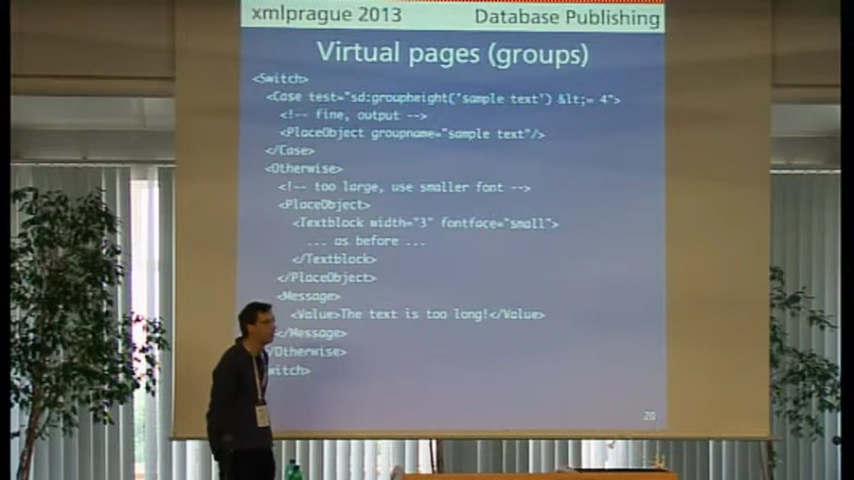 xmlprague 2013 Database Publishing
Virtual pages (groups)
<Switch>
<Case test="sd:groupheight('sample text') &lt;= 4">
<!-- fine, output -->
<PlaceObject groupname="sample text"/>
</Case>
<Otherwise>
<!-- too large, use smaller font -->
<PlaceObject>
<Textblock width="3" fontface="small">
... as before ...
</Textblock>
</PlaceObject>
<Message>
<Value>The text is too long!</Value>
</Message>
/Otherwise>
witch>
20